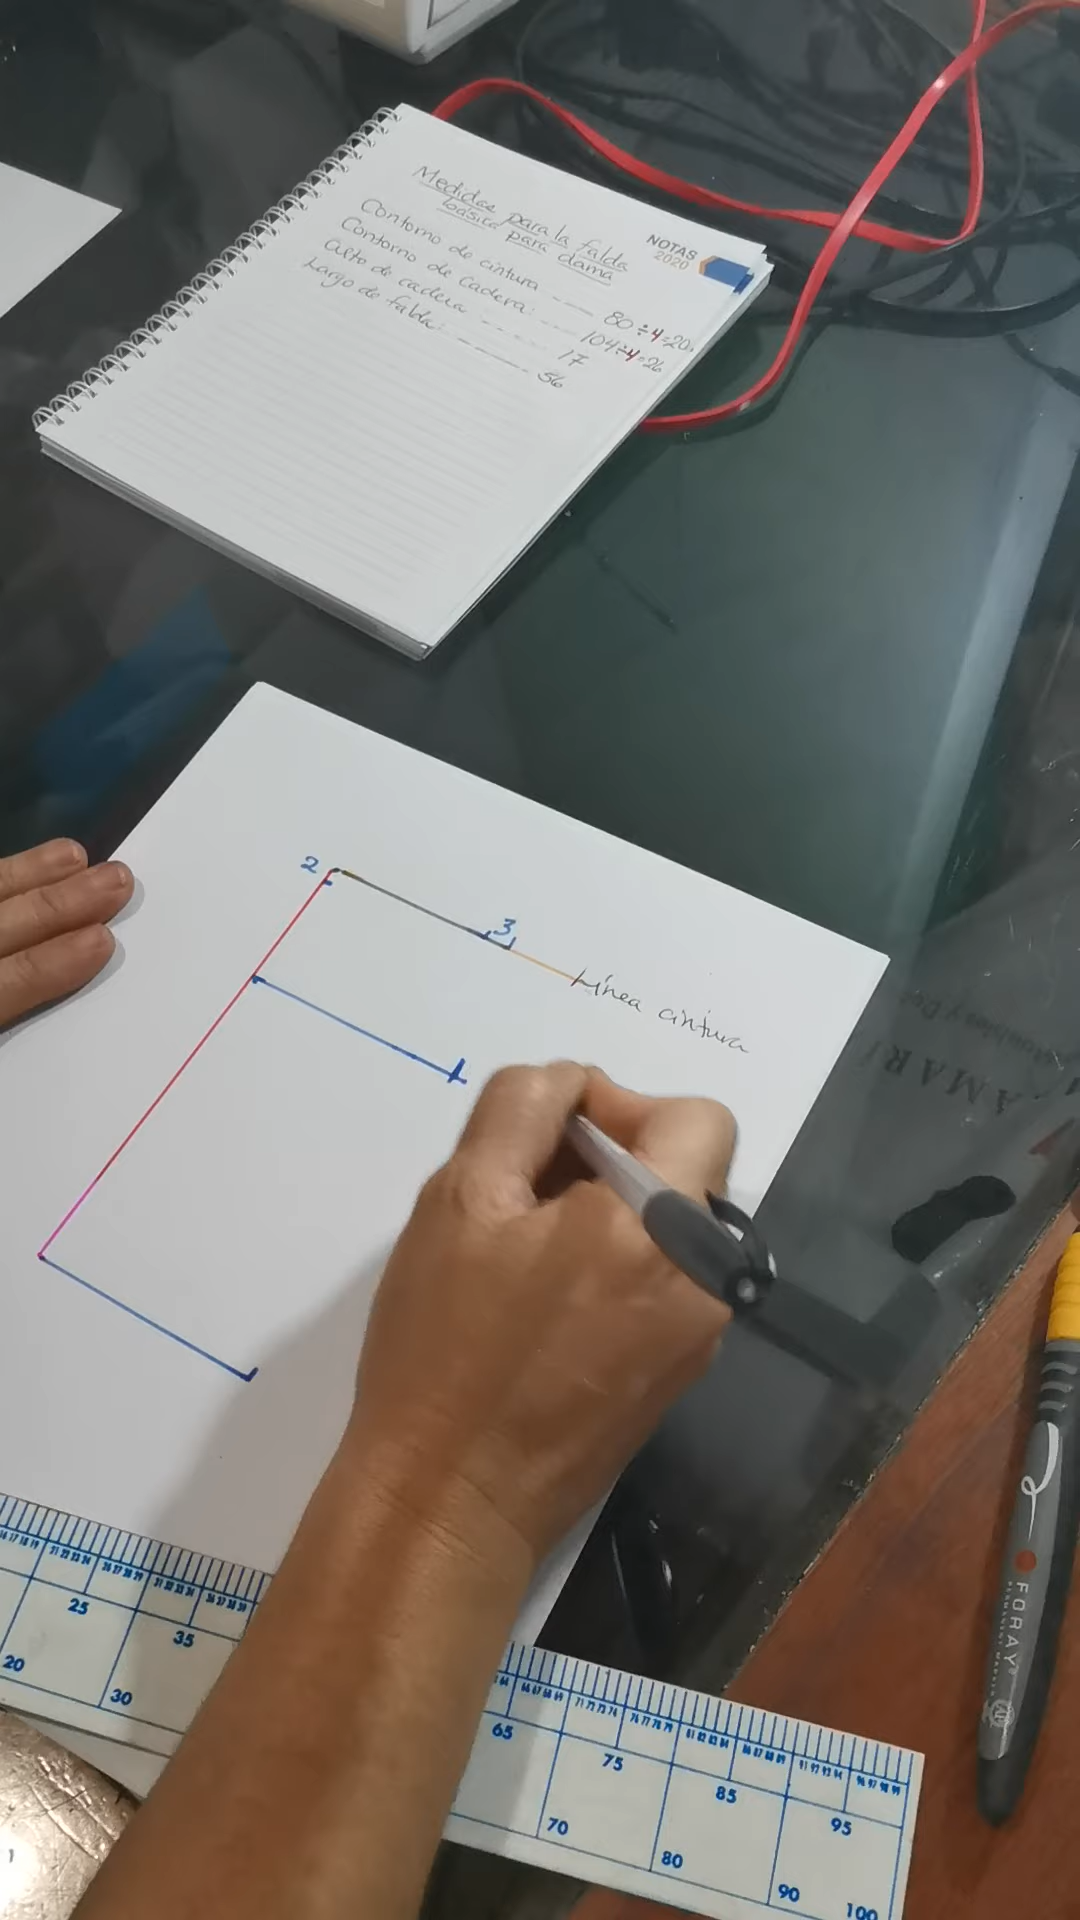 Medidas para la falda
básica para dama
NOTAS
2020
Contorno de cintura ---- 80 ÷4=20.
Contorno de Cadera: ---- 104÷4=26
alto de cadera ---- 17
Largo de falda: ------ 56
2
3
Línea cintura
AMARI
FORAY
25
35
20
30
65
75
85
95
70
80
90
100